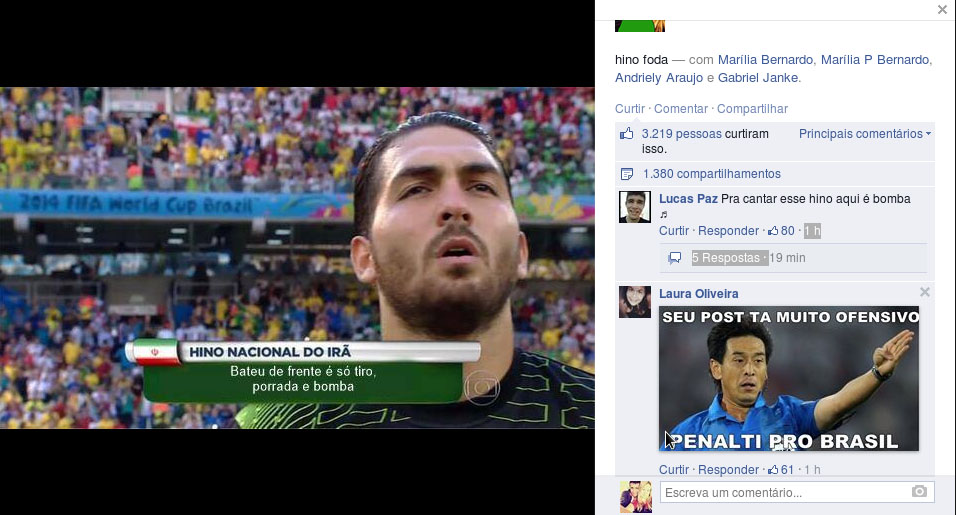 2014 FIFA World Cup Brazil
HINO NACIONAL DO IRÃ
Bateu de frente é só tiro,
porrada e bomba
hino foda — com Marília Bernardo, Marília P Bernardo,
Andriely Araujo e Gabriel Janke.
Curtir · Comentar · Compartilhar
3.219 pessoas curtiram
isso.
Principais comentários
1.380 compartilhamentos
Lucas Paz Pra cantar esse hino aqui é bomba
♬
Curtir · Responder · 80 · 1 h
5 Respostas · 19 min
Laura Oliveira
SEU POST TA MUITO OFENSIVO
PENALTI PRO BRASIL
Curtir · Responder · 61 · 1 h
Escreva um comentário...